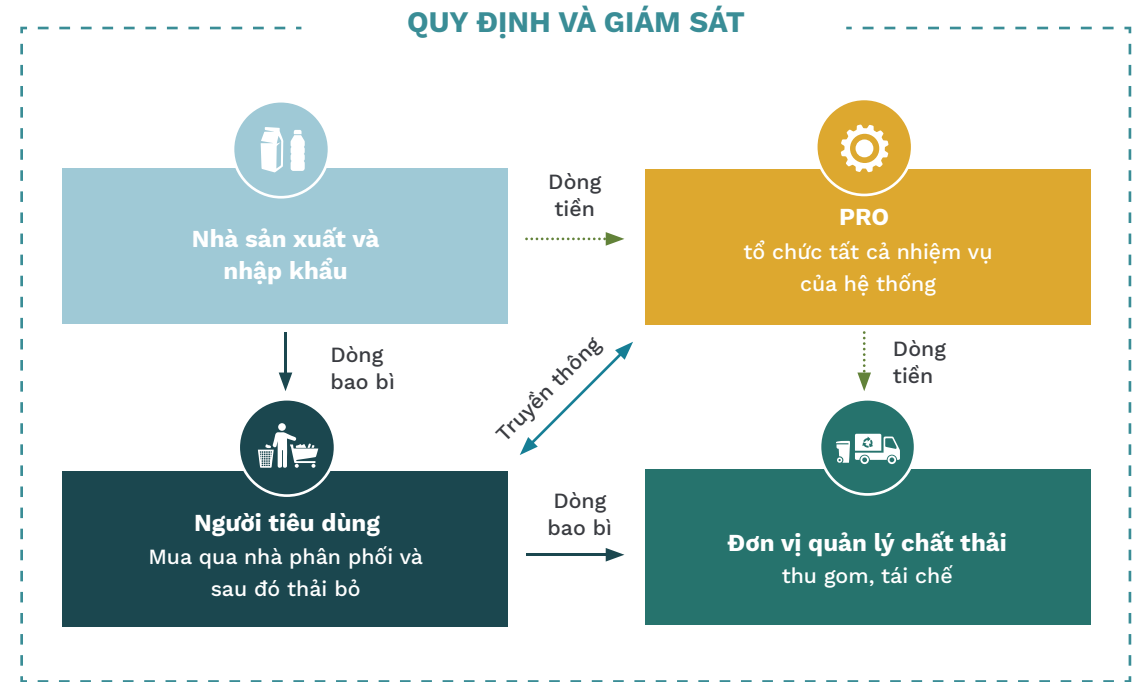 QUY ĐỊNH VÀ GIÁM SÁT
Nhà sản xuất và
nhập khẩu
Dòng
tiền
PRO
tổ chức tất cả nhiệm vụ
của hệ thống
Dòng
bao bì
Truyền thông
Dòng
tiền
Người tiêu dùng
Mua qua nhà phân phối và
sau đó thải bỏ
Dòng
bao bì
Đơn vị quản lý chất thải
thu gom, tái chế